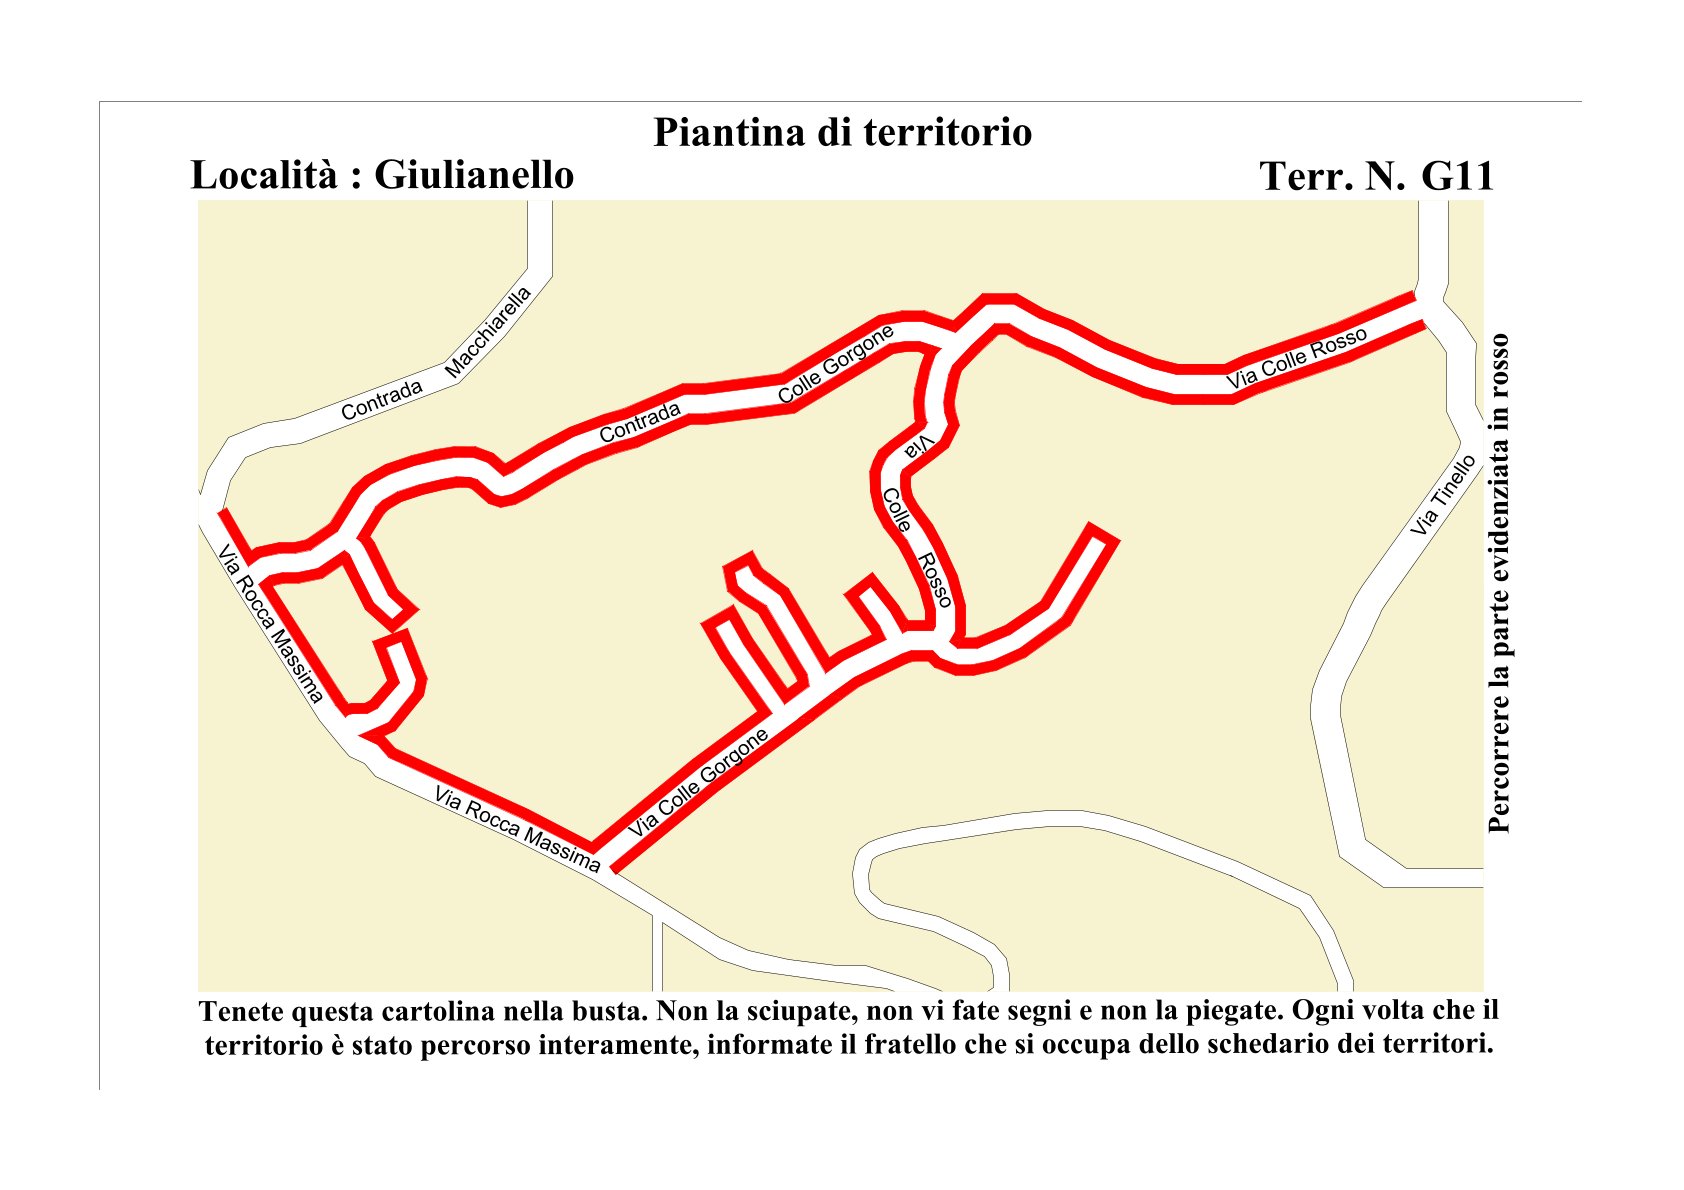 Piantina di territorio
Località : Giulianello
Terr. N. G11
Contrada
Macchiarella
Contrada
Colle Gorgone
Via Colle Rosso
Via
Colle
Rosso
Via Tinello
Via Rocca Massima
Via Colle Gorgone
Via Rocca Massima
Percorrere la parte evidenziata in rosso
Tenete questa cartolina nella busta. Non la sciupate, non vi fate segni e non la piegate. Ogni volta che il
territorio è stato percorso interamente, informate il fratello che si occupa dello schedario dei territori.